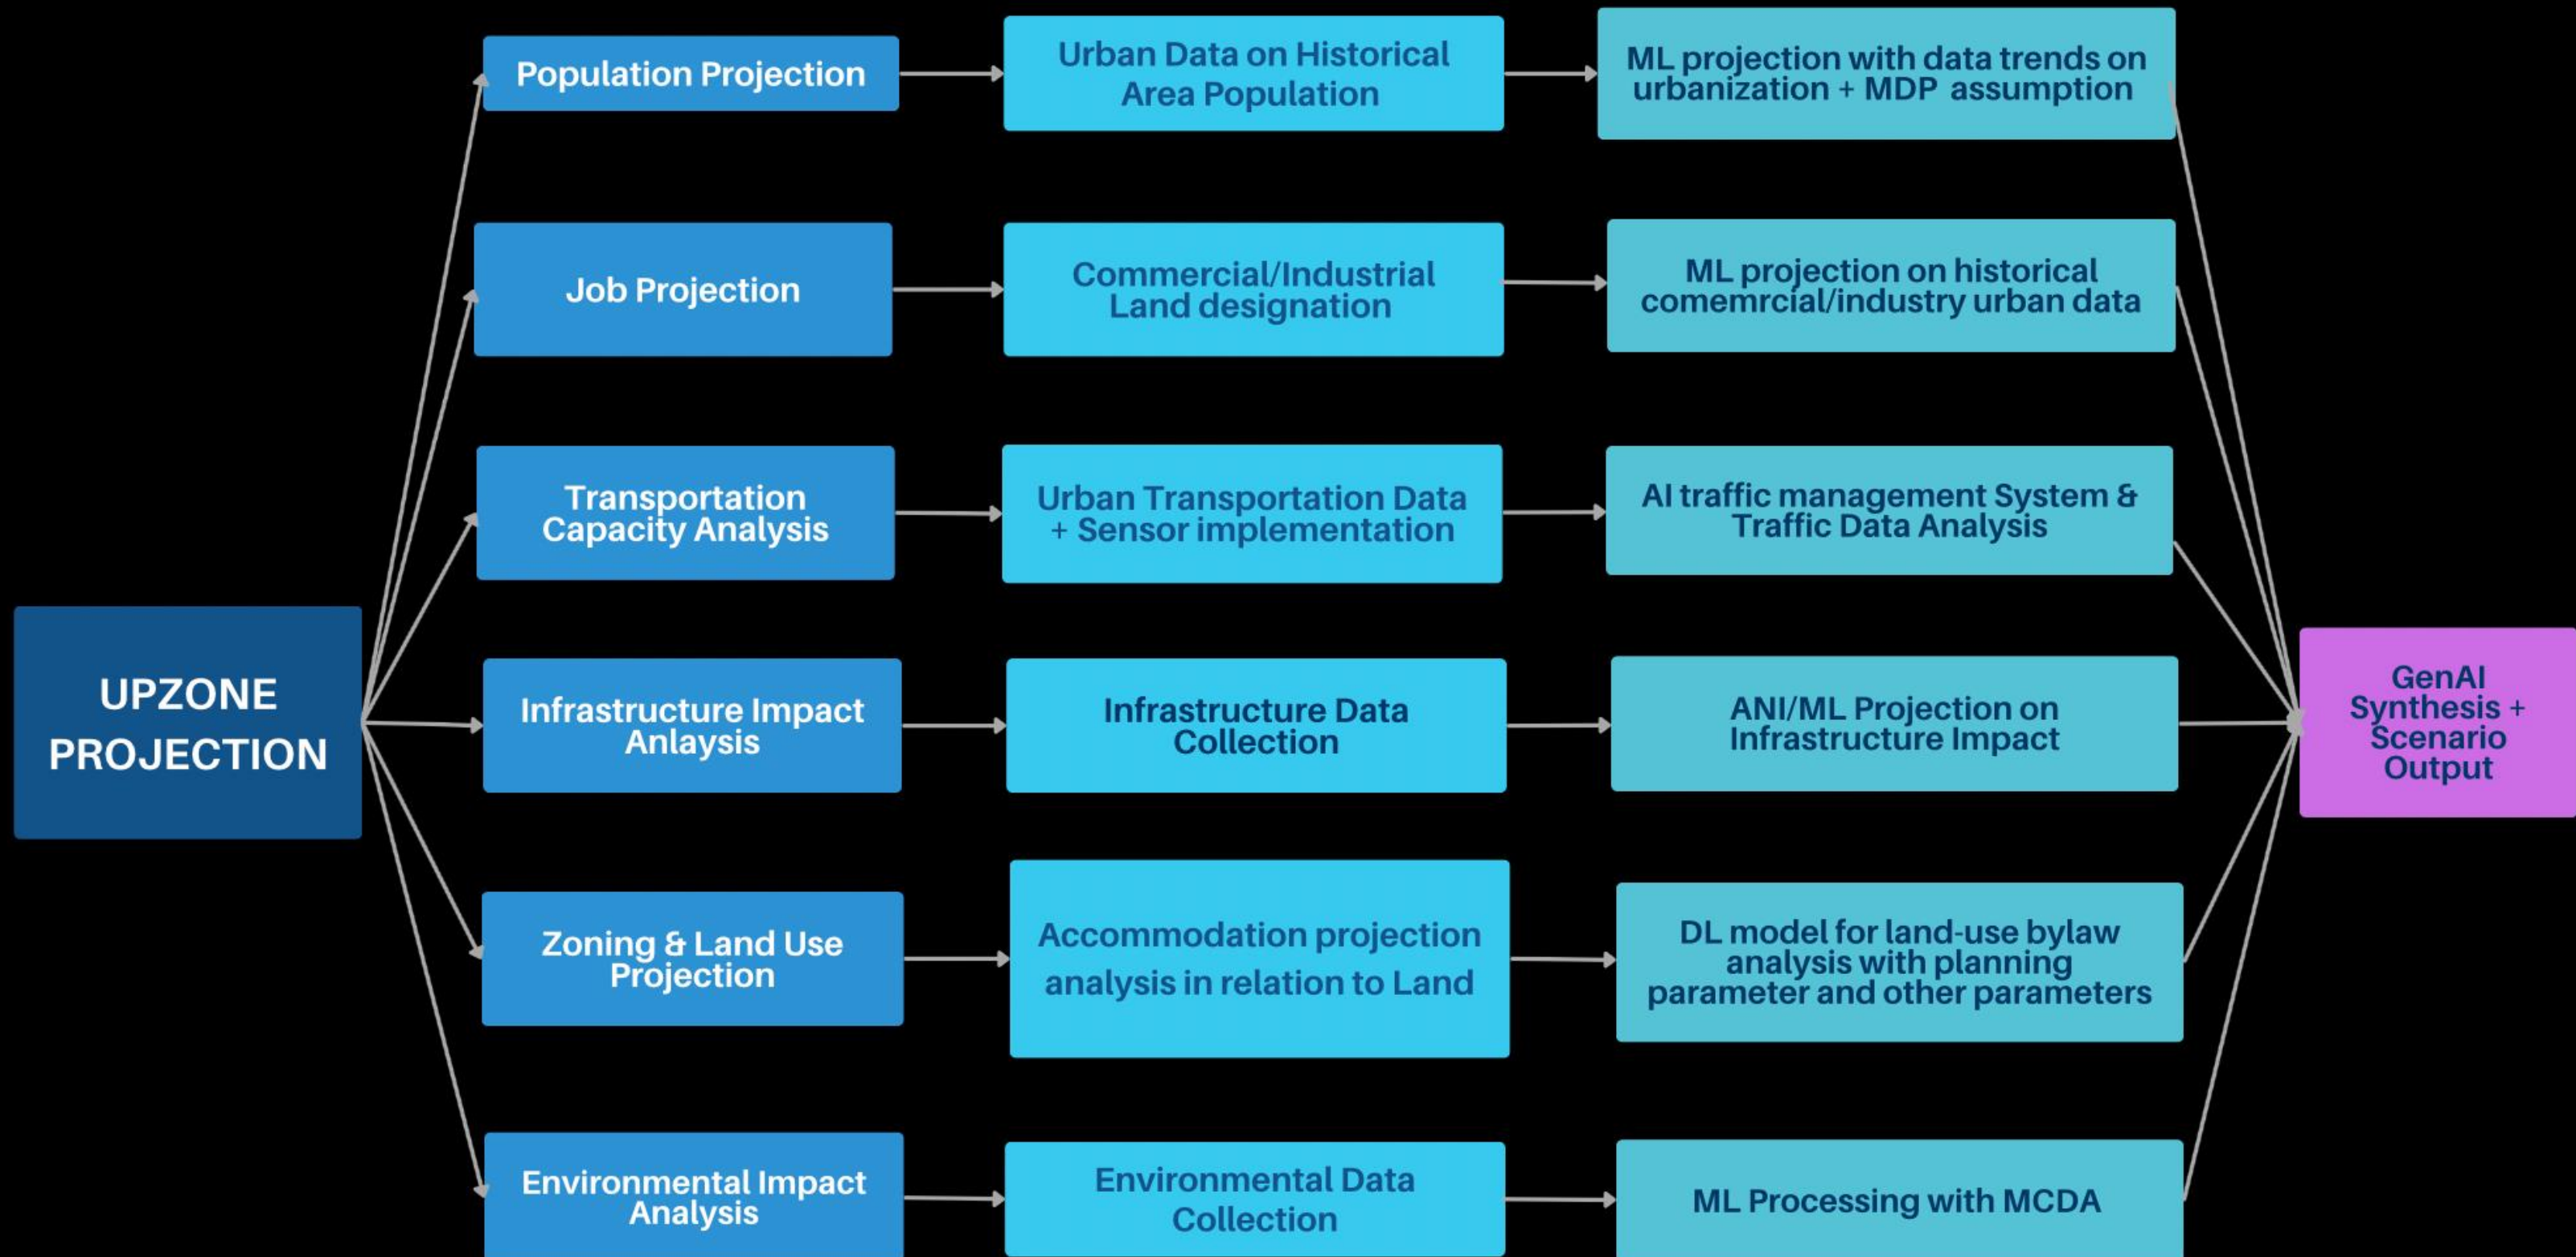 Population Projection
Urban Data on Historical
Area Population
ML projection with data trends on
urbanization + MDP assumption
Job Projection
Commercial/Industrial
Land designation
ML projection on historical
comemrcial/industry urban data
Transportation
Capacity Analysis
Urban Transportation Data
+ Sensor implementation
AI traffic management System &
Traffic Data Analysis
UPZONE
PROJECTION
Infrastructure Impact
Anlaysis
Infrastructure Data
Collection
ANI/ML Projection on
Infrastructure Impact
GenAI
Synthesis +
Scenario
Output
Zoning & Land Use
Projection
Accommodation projection
analysis in relation to Land
DL model for land-use bylaw
analysis with planning
parameter and other parameters
Environmental Impact
Analysis
Environmental Data
Collection
ML Processing with MCDA